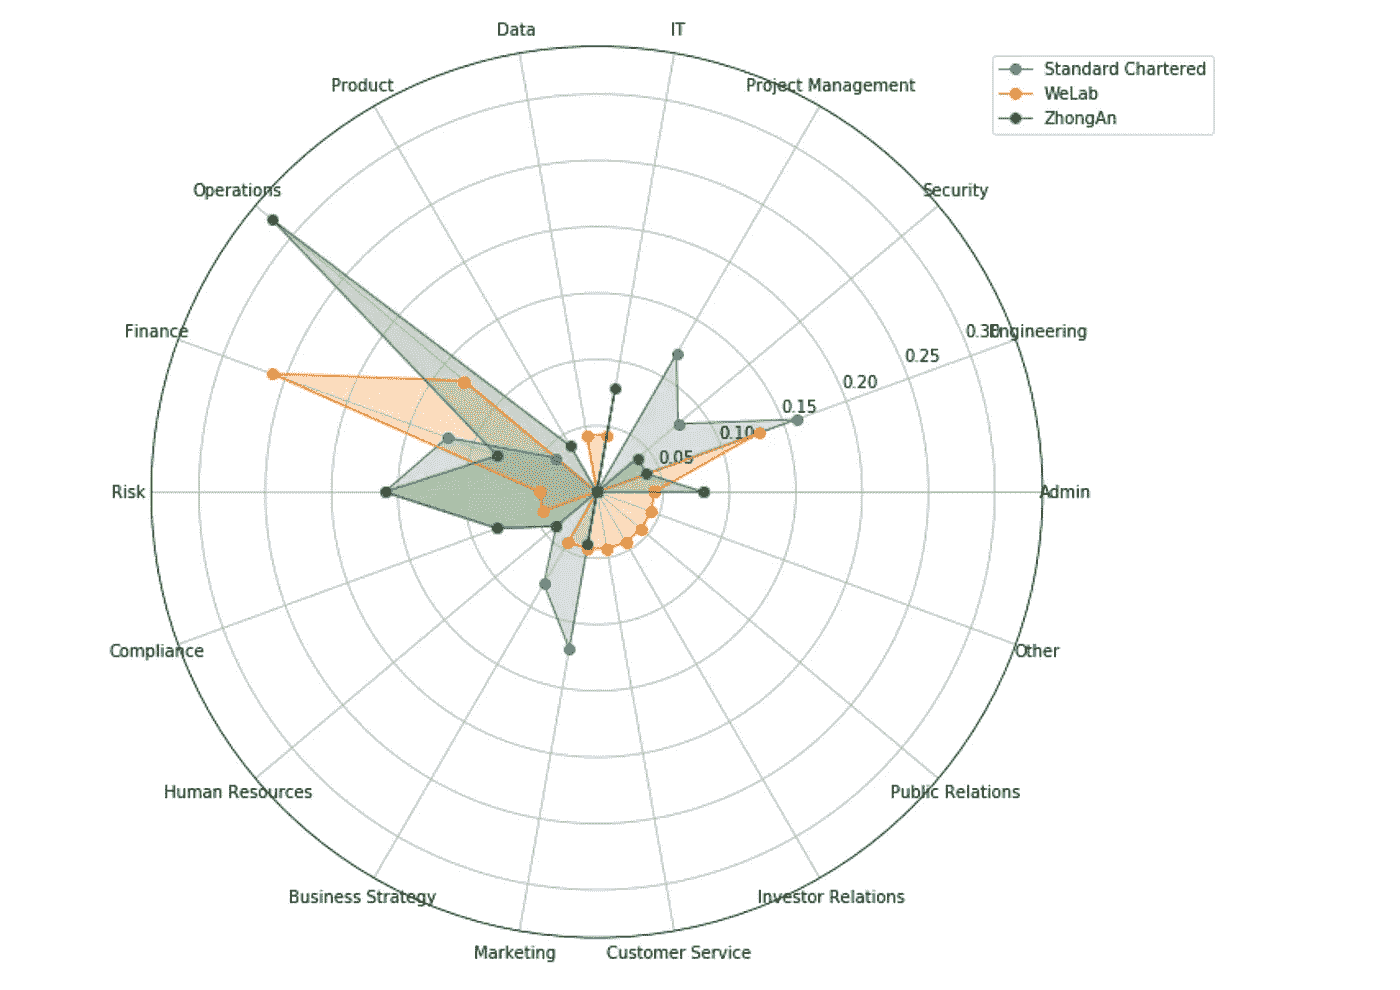 Data
IT
Product
Project Management
Standard Chartered
WeLab
ZhongAn
Operations
Security
Finance
0.30
Engineering
0.25
0.20
0.15
0.10
0.05
Risk
Admin
Compliance
Other
Human Resources
Public Relations
Business Strategy
Investor Relations
Marketing
Customer Service